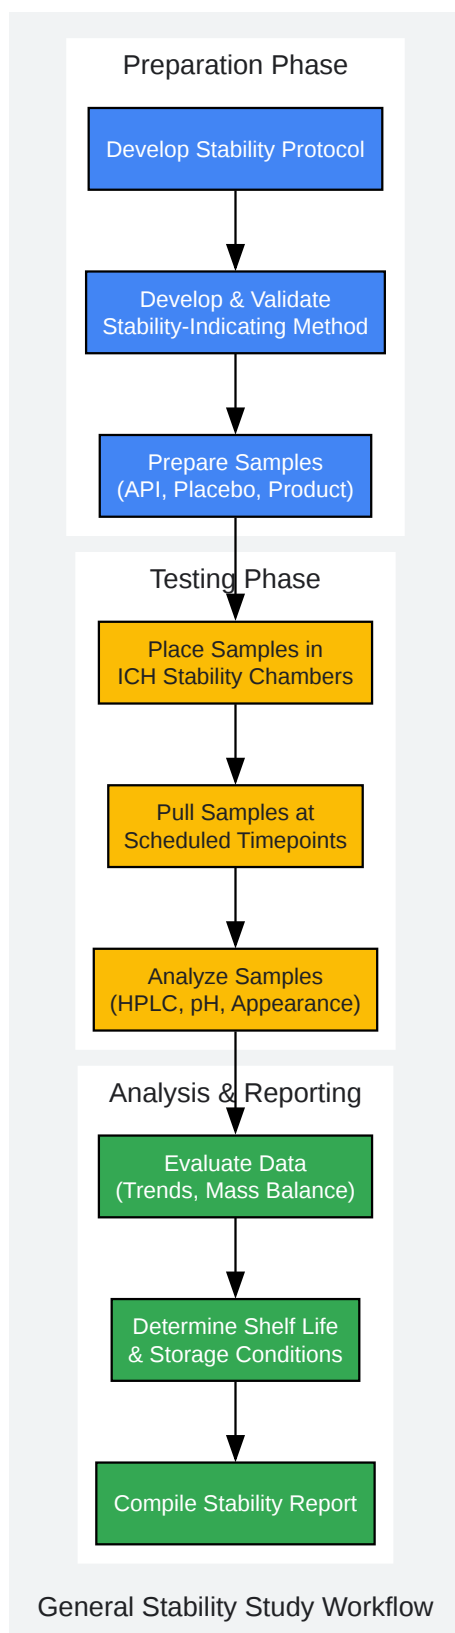 Preparation Phase
Develop Stability Protocol
Develop & Validate
Stability-Indicating Method
Prepare Samples
(API, Placebo, Product)
Testing Phase
Place Samples in
ICH Stability Chambers
Pull Samples at
Scheduled Timepoints
Analyze Samples
(HPLC, pH, Appearance)
Analysis & Reporting
Evaluate Data
(Trends, Mass Balance)
Determine Shelf Life
& Storage Conditions
Compile Stability Report
General Stability Study Workflow